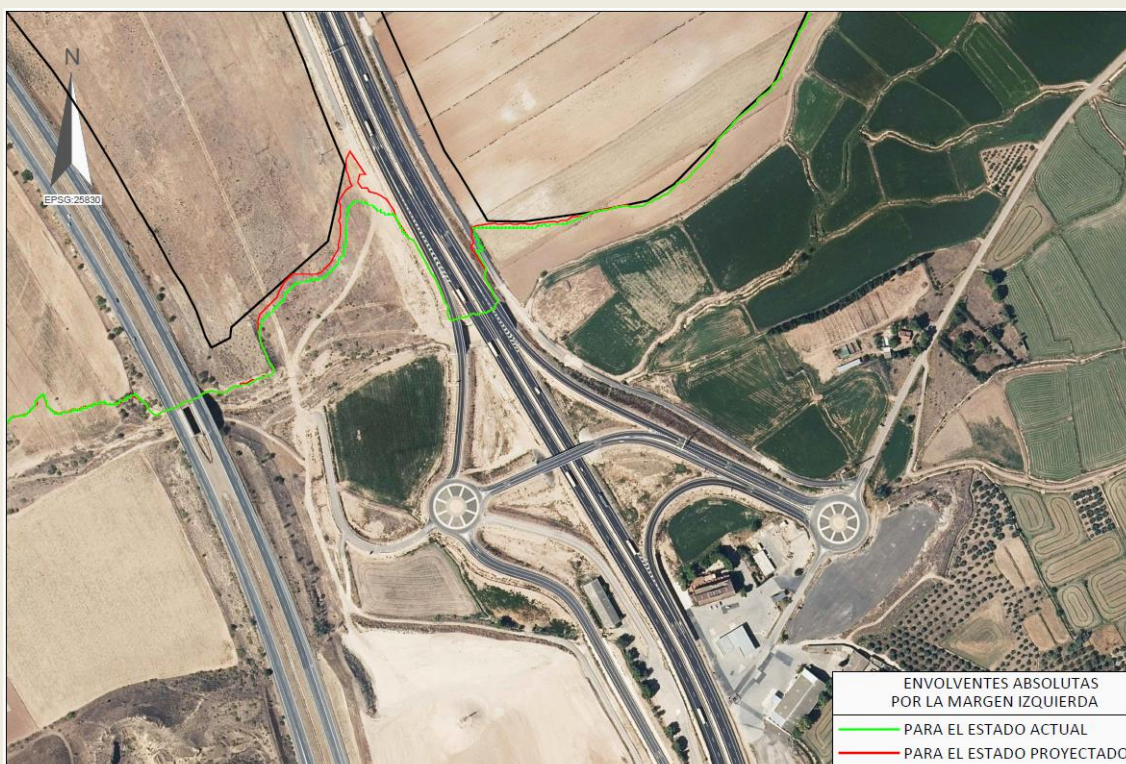 N
EPSG:25830
ENVOLVENTES ABSOLUTAS
POR LA MARGEN IZQUIERDA
PARA EL ESTADO ACTUAL
PARA EL ESTADO PROYECTADO